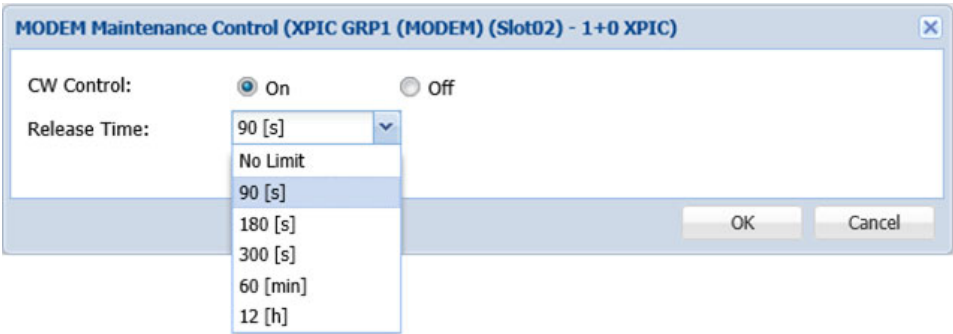 MODEM Maintenance Control (XPIC GRP1 (MODEM) (Slot02) - 1+0 XPIC)
CW Control: On Off
Release Time: 90 [s]
No Limit
90 [s]
180 [s]
300 [s]
60 [min]
12 [h]
OK Cancel